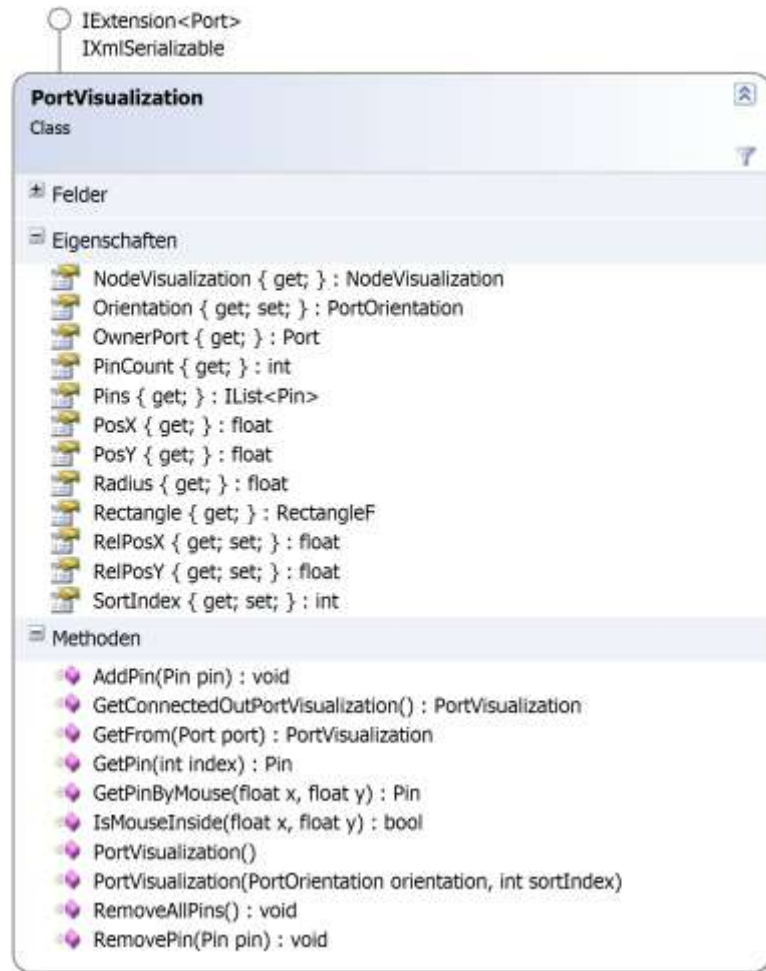 IExtension<Port>
IXmlSerializable
PortVisualization
Class
Felder
Eigenschaften
NodeVisualization { get; } : NodeVisualization
Orientation { get; set; } : PortOrientation
OwnerPort { get; } : Port
PinCount { get; } : int
Pins { get; } : IList<Pin>
PosX { get; } : float
PosY { get; } : float
Radius { get; } : float
Rectangle { get; } : RectangleF
RelPosX { get; set; } : float
RelPosY { get; set; } : float
SortIndex { get; set; } : int
Methoden
AddPin(Pin pin) : void
GetConnectedOutPortVisualization() : PortVisualization
GetFrom(Port port) : PortVisualization
GetPin(int index) : Pin
GetPinByMouse(float x, float y) : Pin
IsMouseInside(float x, float y) : bool
PortVisualization()
PortVisualization(PortOrientation orientation, int sortIndex)
RemoveAllPins() : void
RemovePin(Pin pin) : void